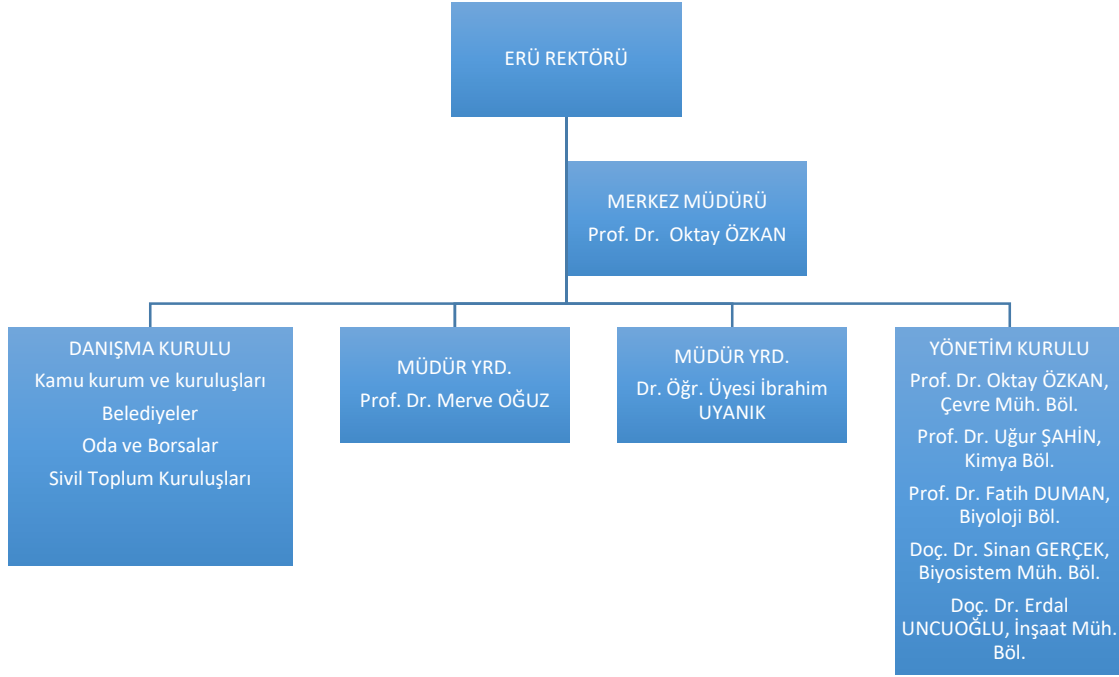 ERÜ REKTÖRÜ
MERKEZ MÜDÜRÜ
Prof. Dr. Oktay ÖZKAN
DANIŞMA KURULU
Kamu kurum ve kuruluşları
Belediyeler
Oda ve Borsalar
Sivil Toplum Kuruluşları
MÜDÜR YRD.
Prof. Dr. Merve OĞUZ
MÜDÜR YRD.
Dr. Öğr. Üyesi İbrahim
UYANIK
YÖNETİM KURULU
Prof. Dr. Oktay ÖZKAN,
Çevre Müh. Böl.
Prof. Dr. Uğur ŞAHİN,
Kimya Böl.
Prof. Dr. Fatih DUMAN,
Biyoloji Böl.
Doç. Dr. Sinan GERÇEK,
Biyosistem Müh. Böl.
Doç. Dr. Erdal
UNCUOĞLU, İnşaat Müh.
Böl.